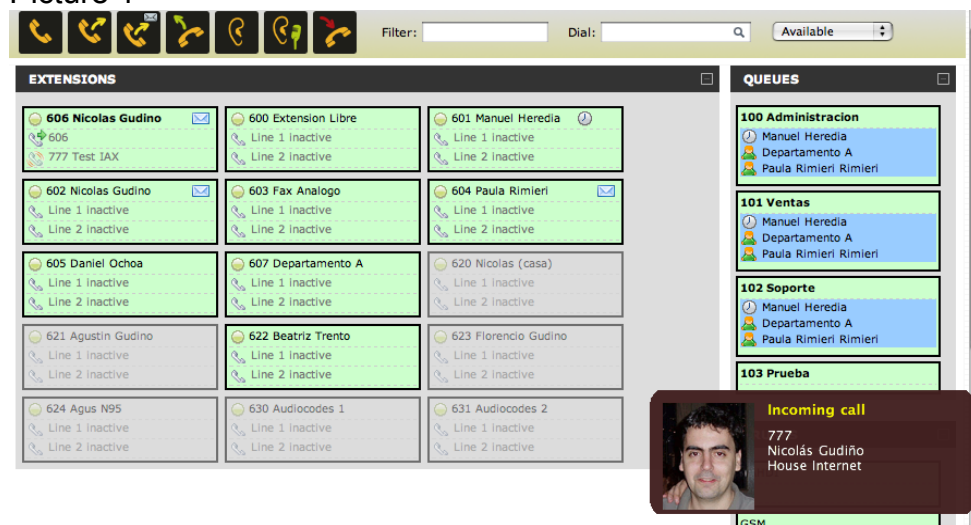 Filter:
Dial:
Available
EXTENSIONS
606 Nicolas Gudino
606
777 Test IAX
600 Extension Libre
Line 1 inactive
Line 2 inactive
601 Manuel Heredia
Line 1 inactive
Line 2 inactive
602 Nicolas Gudino
Line 1 inactive
Line 2 inactive
603 Fax Analogo
Line 1 inactive
Line 2 inactive
604 Paula Rimieri
Line 1 inactive
Line 2 inactive
605 Daniel Ochoa
Line 1 inactive
Line 2 inactive
607 Departamento A
Line 1 inactive
Line 2 inactive
620 Nicolas (casa)
Line 1 inactive
Line 2 inactive
621 Agustin Gudino
Line 1 inactive
Line 2 inactive
622 Beatriz Trento
Line 1 inactive
Line 2 inactive
623 Florencio Gudino
Line 1 inactive
Line 2 inactive
624 Agus N95
Line 1 inactive
Line 2 inactive
630 Audiocodes 1
Line 1 inactive
Line 2 inactive
631 Audiocodes 2
Line 1 inactive
Line 2 inactive
QUEUES
100 Administracion
Manuel Heredia
Departamento A
Paula Rimieri Rimieri
101 Ventas
Manuel Heredia
Departamento A
Paula Rimieri Rimieri
102 Soporte
Manuel Heredia
Departamento A
Paula Rimieri Rimieri
103 Prueba
Incoming call
777
Nicolás Gudiño
House Internet
GSM